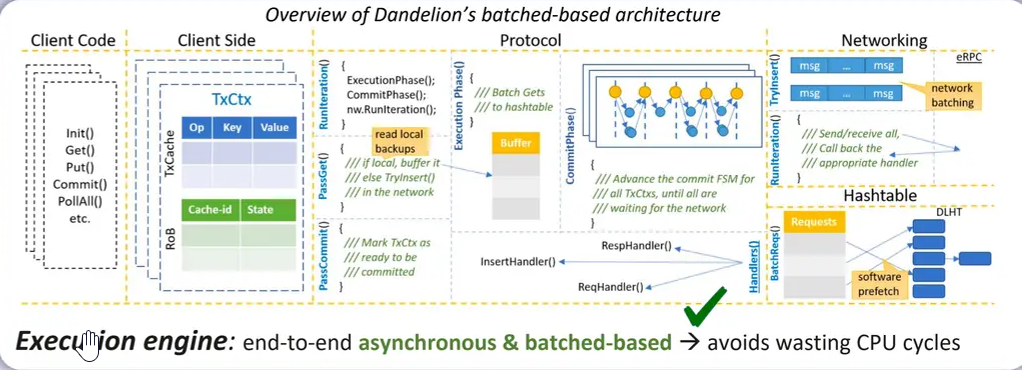 Overview of Dandelion's batched-based architecture
Client Code
Client Side
Protocol
Networking
Init()
Get()
Put()
Commit()
PollAll()
etc.
TxCtx
TxCache
Op Key Value
RoB
Cache-id State
RunIteration()
{
ExecutionPhase();
CommitPhase();
nw.RunIteration();
}
read local
backups
PassGet()
{
/// if local, buffer it
/// else TryInsert()
/// in the network
}
PassCommit()
{
/// Mark TxCtx as
/// ready to be
/// committed
}
Execution Phase()
{
/// Batch Gets
/// to hashtable
}
Buffer
CommitPhase()
{
/// Advance the commit FSM for
/// all TxCtxs, until all are
/// waiting for the network
}
RespHandler()
InsertHandler()
ReqHandler()
Handlers()
TryInsert()
eRPC
msg ... msg
msg ... msg
network
batching
RunIteration()
{
/// Send/receive all,
/// Call back the
/// appropriate handler
}
Hashtable
BatchReqs()
Requests
DLHT
software
prefetch
Execution engine: end-to-end asynchronous & batched-based → avoids wasting CPU cycles